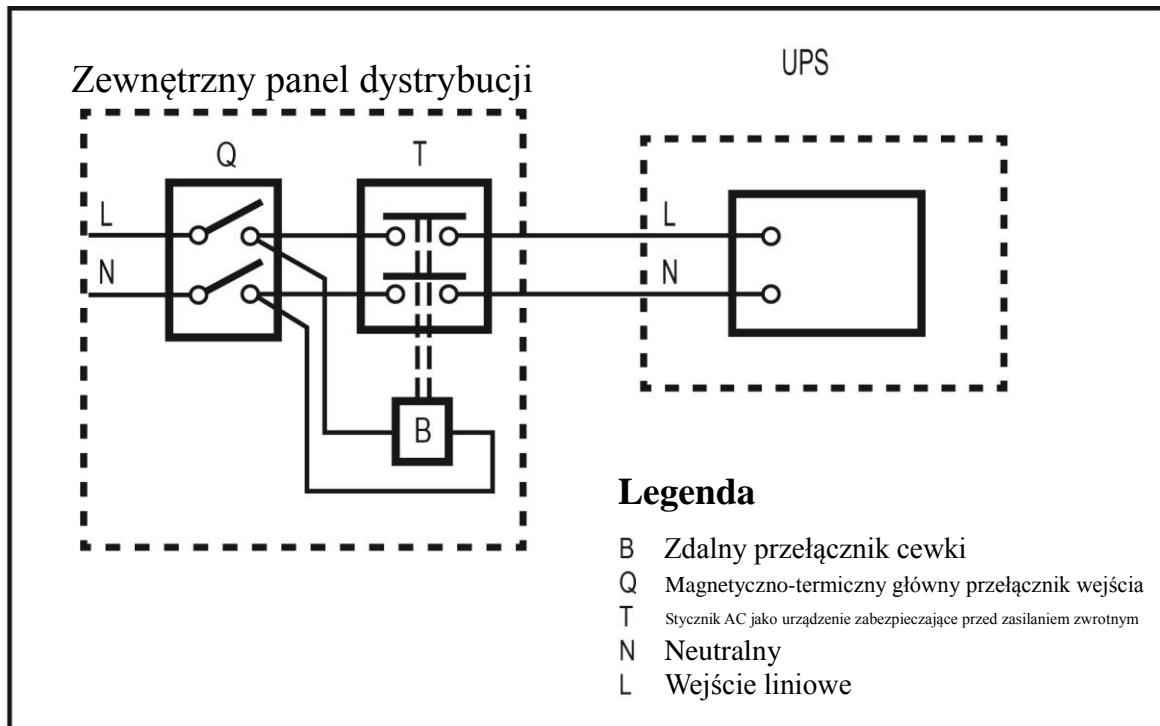 UPS
Zewnętrzny panel dystrybucji
Q
T
L
N
L
N
B
Legenda
B Zdalny przełącznik cewki
Q Magnetyczno-termiczny główny przełącznik wejścia
T Stycznik AC jako urządzenie zabezpieczające przed zasilaniem zwrotnym
N Neutralny
L Wejście liniowe